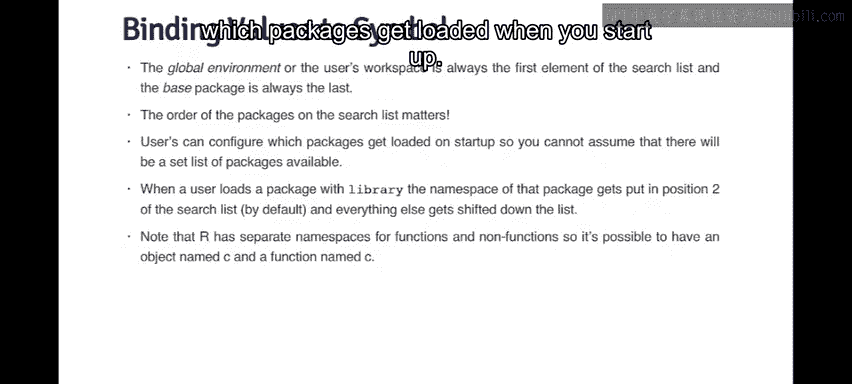 Binding Values to Symbol
which packages get loaded when you start
up.
· The global environment or the user's workspace is always the first element of the search list and
the base package is always the last.
· The order of the packages on the search list matters!
· User's can configure which packages get loaded on startup so you cannot assume that there will
be a set list of packages available.
· When a user loads a package with library the namespace of that package gets put in position 2
of the search list (by default) and everything else gets shifted down the list.
· Note that R has separate namespaces for functions and non-functions so it's possible to have an
object named c and a function named c.